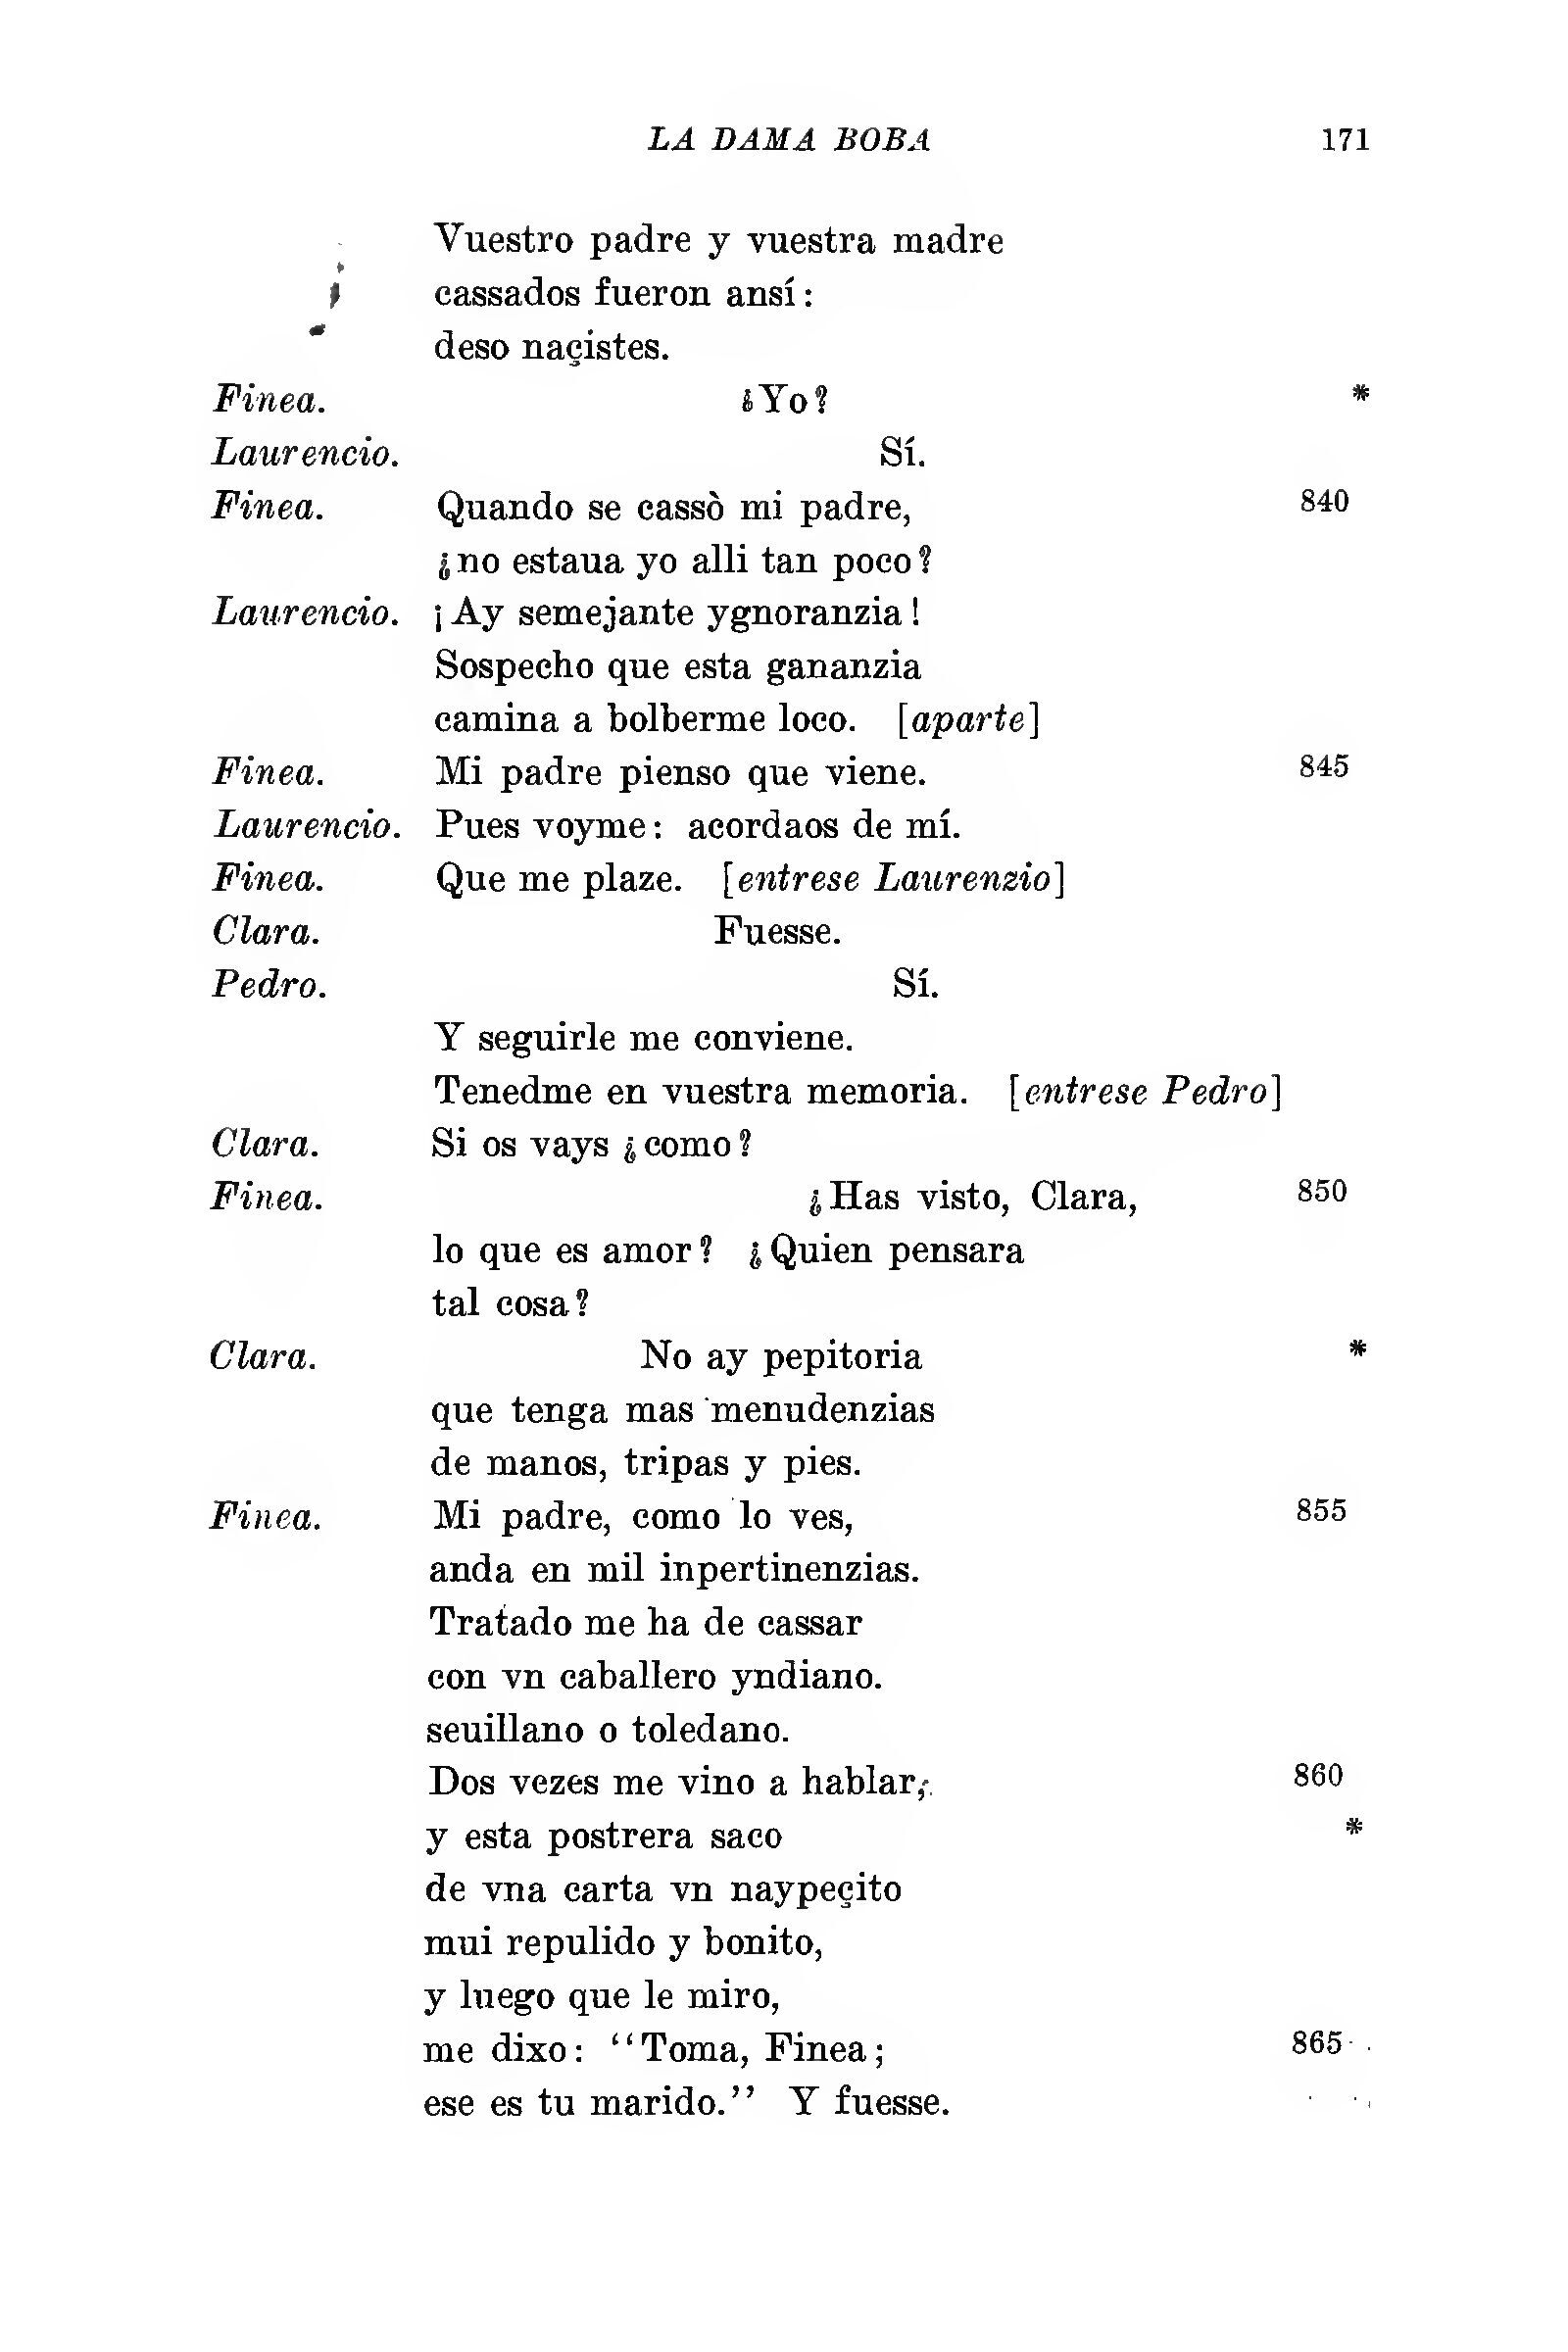 LA DAMA BOBA 171
Vuestro padre y vuestra madre
cassados fueron ansí:
deso naçistes.
Finea. ¿Yo? *
Laurencio. Sí.
Finea. Quando se cassò mi padre, 840
¿no estaua yo alli tan poco?
Laurencio. ¡Ay semejante ygnoranzia!
Sospecho que esta gananzia
camina a bolberme loco. [aparte]
Finea. Mi padre pienso que viene. 845
Laurencio. Pues voyme: acordaos de mí.
Finea. Que me plaze. [entrese Laurenzio]
Clara. Fuesse.
Pedro. Sí.
Y seguirle me conviene.
Tenedme en vuestra memoria. [entrese Pedro]
Clara. Si os vays ¿como?
Finea. ¿Has visto, Clara, 850
lo que es amor? ¿Quien pensara
tal cosa?
Clara. No ay pepitoria *
que tenga mas menudenzias
de manos, tripas y pies.
Finea. Mi padre, como lo ves, 855
anda en mil inpertinenzias.
Tratado me ha de cassar
con vn caballero yndiano.
seuillano o toledano.
Dos vezes me vino a hablar, 860
y esta postrera saco *
de vna carta vn naypeçito
mui repulido y bonito,
y luego que le miro,
me dixo: “Toma, Finea; 865
ese es tu marido.” Y fuesse.